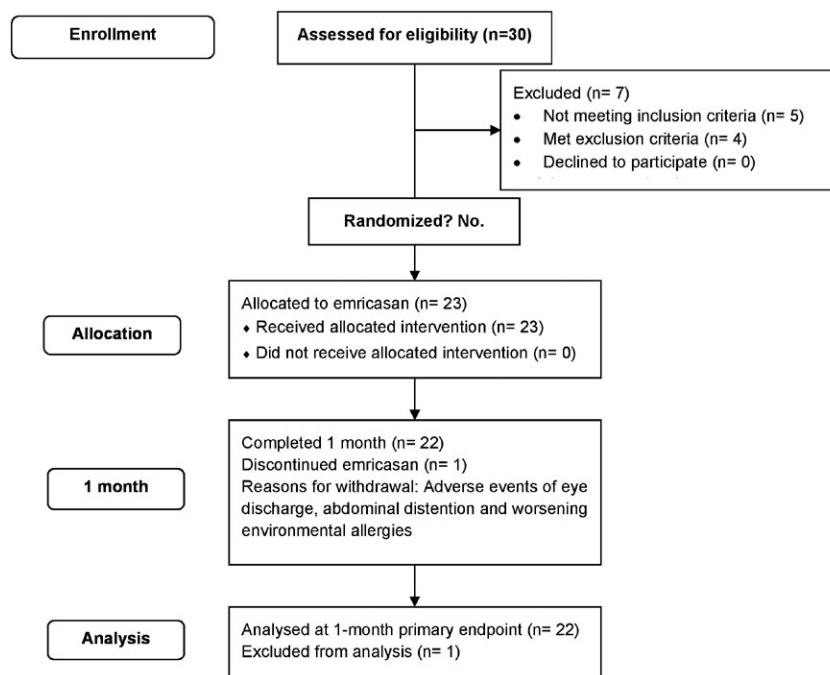 Enrollment
Assessed for eligibility (n=30)
Excluded (n= 7)
• Not meeting inclusion criteria (n= 5)
• Met exclusion criteria (n= 4)
• Declined to participate (n= 0)
Randomized? No.
Allocation
Allocated to emricasan (n= 23)
♦ Received allocated intervention (n= 23)
♦ Did not receive allocated intervention (n= 0)
1 month
Completed 1 month (n= 22)
Discontinued emricasan (n= 1)
Reasons for withdrawal: Adverse events of eye
discharge, abdominal distention and worsening
environmental allergies
Analysis
Analysed at 1-month primary endpoint (n= 22)
Excluded from analysis (n= 1)